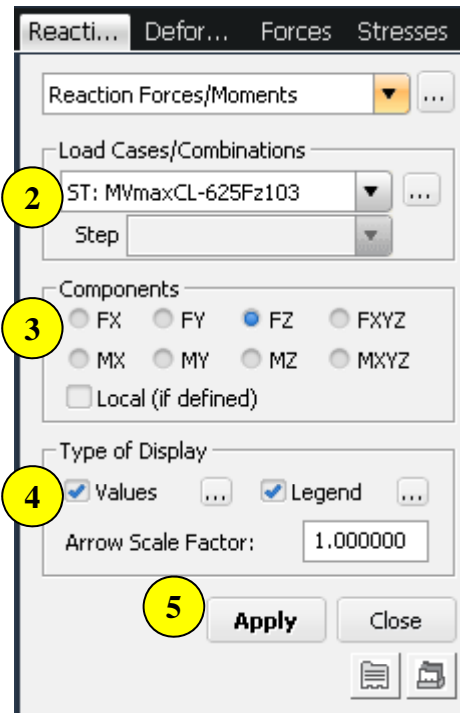 Reacti... Defor... Forces Stresses
Reaction Forces/Moments ...
Load Cases/Combinations
2 ST: MVmaxCL-625Fz103 ...
Step
Components
3 FX FY FZ FXYZ
MX MY MZ MXYZ
Local (if defined)
Type of Display
4 Values ... Legend ...
Arrow Scale Factor: 1.000000
5 Apply Close